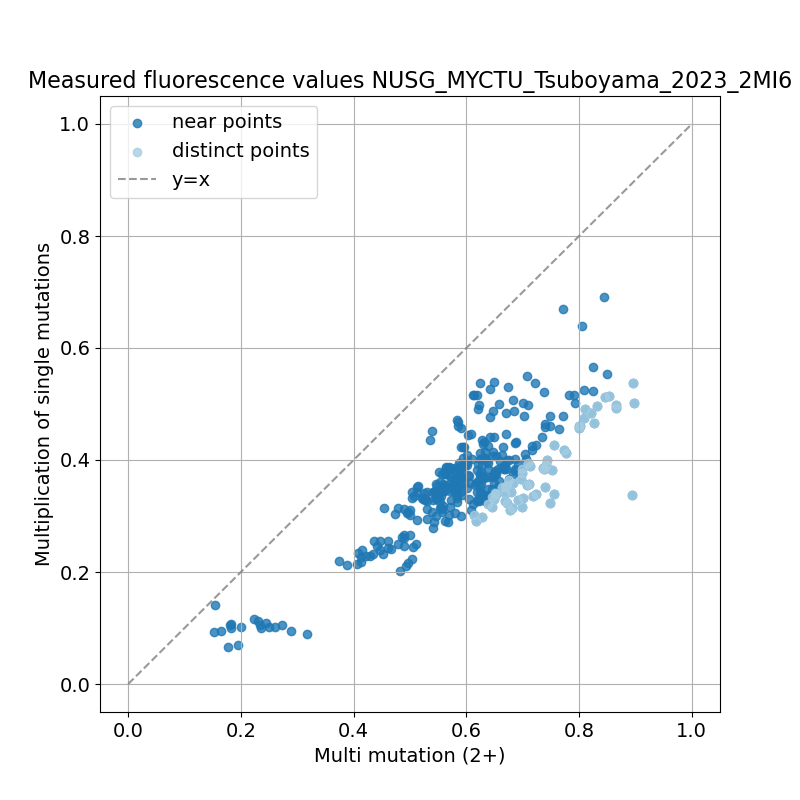 Measured fluorescence values NUSG_MYCTU_Tsuboyama_2023_2MI6
near points
distinct points
y=x
Multiplication of single mutations
1.0
0.8
0.6
0.4
0.2
0.0
0.0 0.2 0.4 0.6 0.8 1.0
Multi mutation (2+)